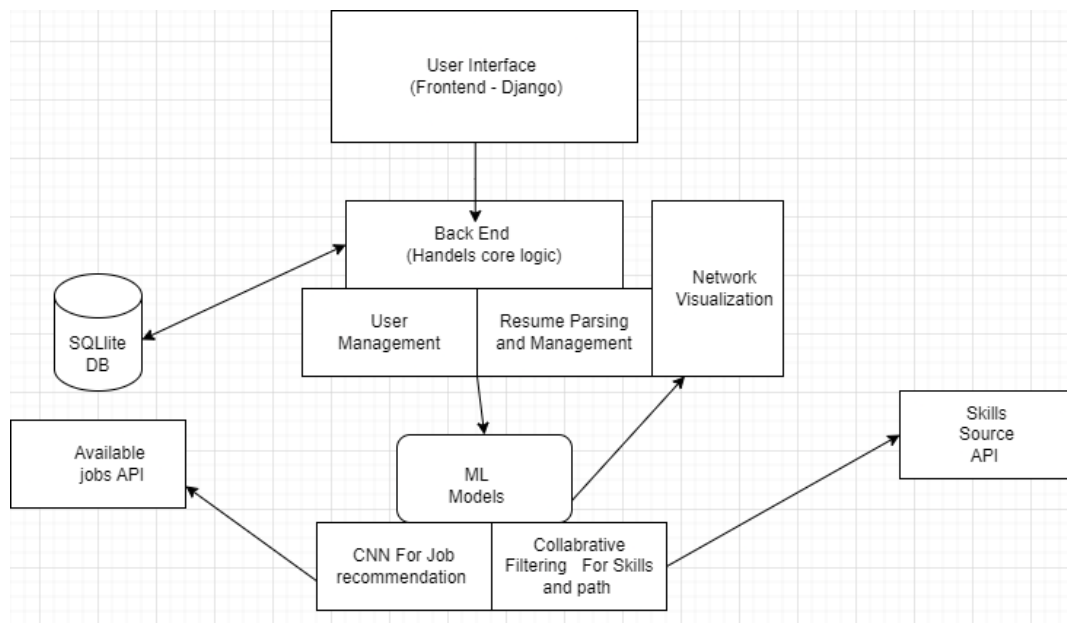 User Interface
(Frontend - Django)
Back End
(Handels core logic)
Network
Visualization
User
Management
Resume Parsing
and Management
SQLlite
DB
Available
jobs API
ML
Models
Skills
Source
API
CNN For Job
recommendation
Collabrative
Filtering For Skills
and path